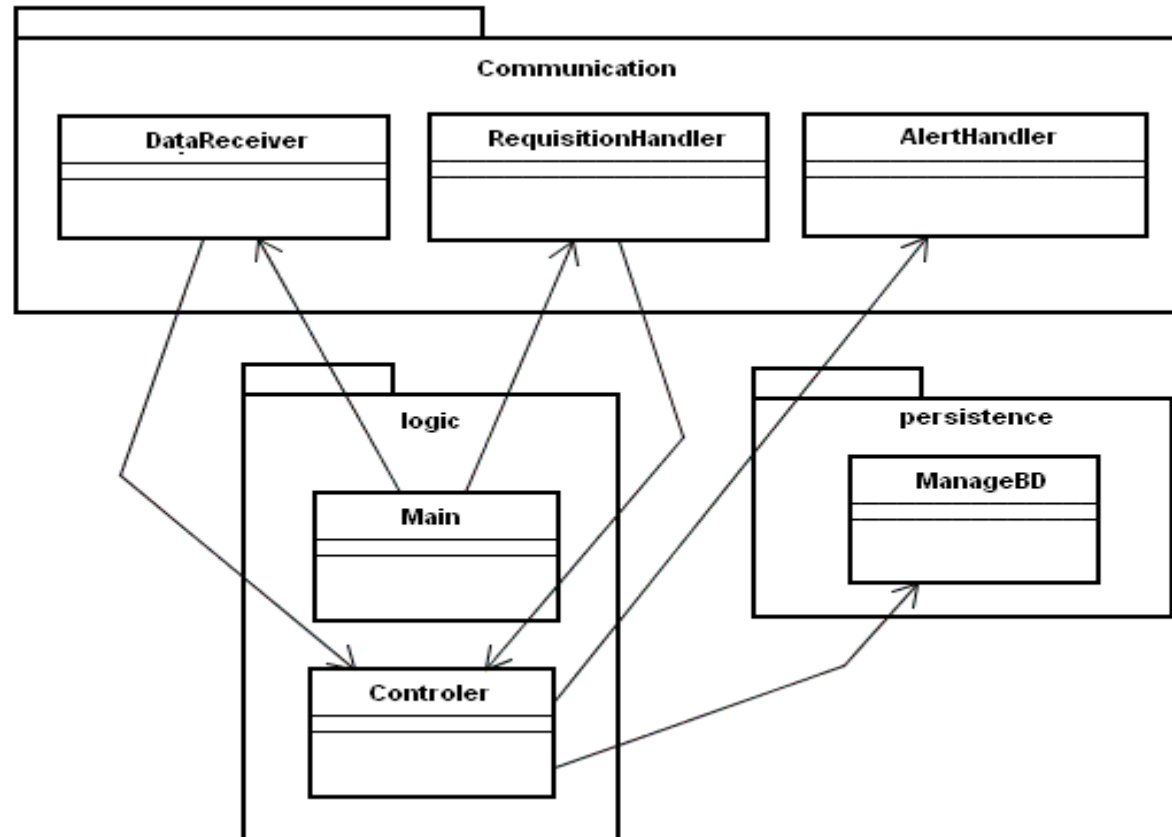 Communication
DataReceiver
RequisitionHandler
AlertHandler
logic
persistence
Main
ManageBD
Controler